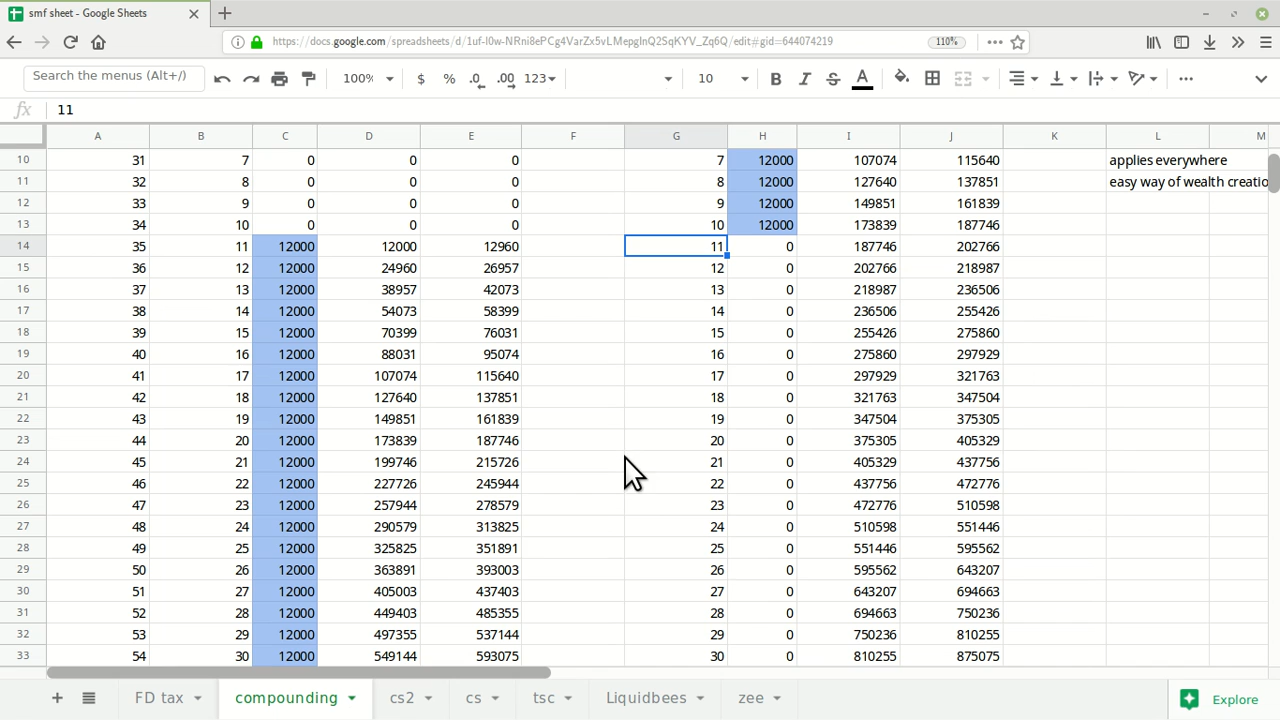 smf sheet - Google Sheets
https://docs.google.com/spreadsheets/d/1uf-l0w-NRni8ePCg4VarZx5vLMepglnQ2SqKYV_Zq6Q/edit#gid=644074219 110%
Search the menus (Alt+/) 100% $ % .0 .00 123 10 B I S A
fx 11
A B C D E F G H I J K L M
10 31 7 0 0 0 7 12000 107074 115640 applies everywhere
11 32 8 0 0 0 8 12000 127640 137851 easy way of wealth creatio
12 33 9 0 0 0 9 12000 149851 161839
13 34 10 0 0 0 10 12000 173839 187746
14 35 11 12000 12000 12960 11 0 187746 202766
15 36 12 12000 24960 26957 12 0 202766 218987
16 37 13 12000 38957 42073 13 0 218987 236506
17 38 14 12000 54073 58399 14 0 236506 255426
18 39 15 12000 70399 76031 15 0 255426 275860
19 40 16 12000 88031 95074 16 0 275860 297929
20 41 17 12000 107074 115640 17 0 297929 321763
21 42 18 12000 127640 137851 18 0 321763 347504
22 43 19 12000 149851 161839 19 0 347504 375305
23 44 20 12000 173839 187746 20 0 375305 405329
24 45 21 12000 199746 215726 21 0 405329 437756
25 46 22 12000 227726 245944 22 0 437756 472776
26 47 23 12000 257944 278579 23 0 472776 510598
27 48 24 12000 290579 313825 24 0 510598 551446
28 49 25 12000 325825 351891 25 0 551446 595562
29 50 26 12000 363891 393003 26 0 595562 643207
30 51 27 12000 405003 437403 27 0 643207 694663
31 52 28 12000 449403 485355 28 0 694663 750236
32 53 29 12000 497355 537144 29 0 750236 810255
33 54 30 12000 549144 593075 30 0 810255 875075
FD tax compounding cs2 cs tsc Liquidbees zee Explore